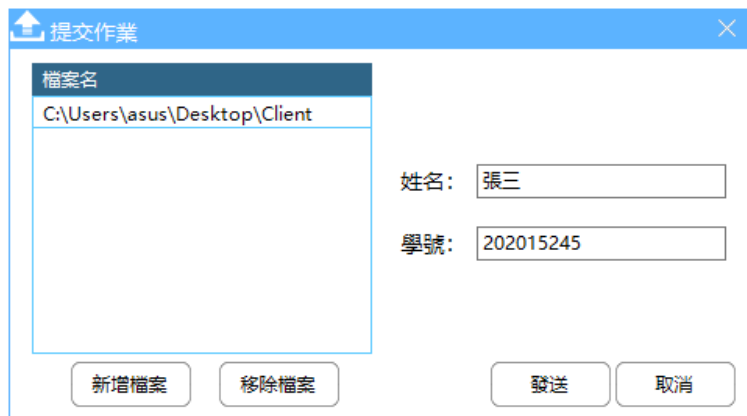 提交作業
檔案名
C:\Users\asus\Desktop\Client
姓名: 張三
學號: 202015245
新增檔案 移除檔案 發送 取消